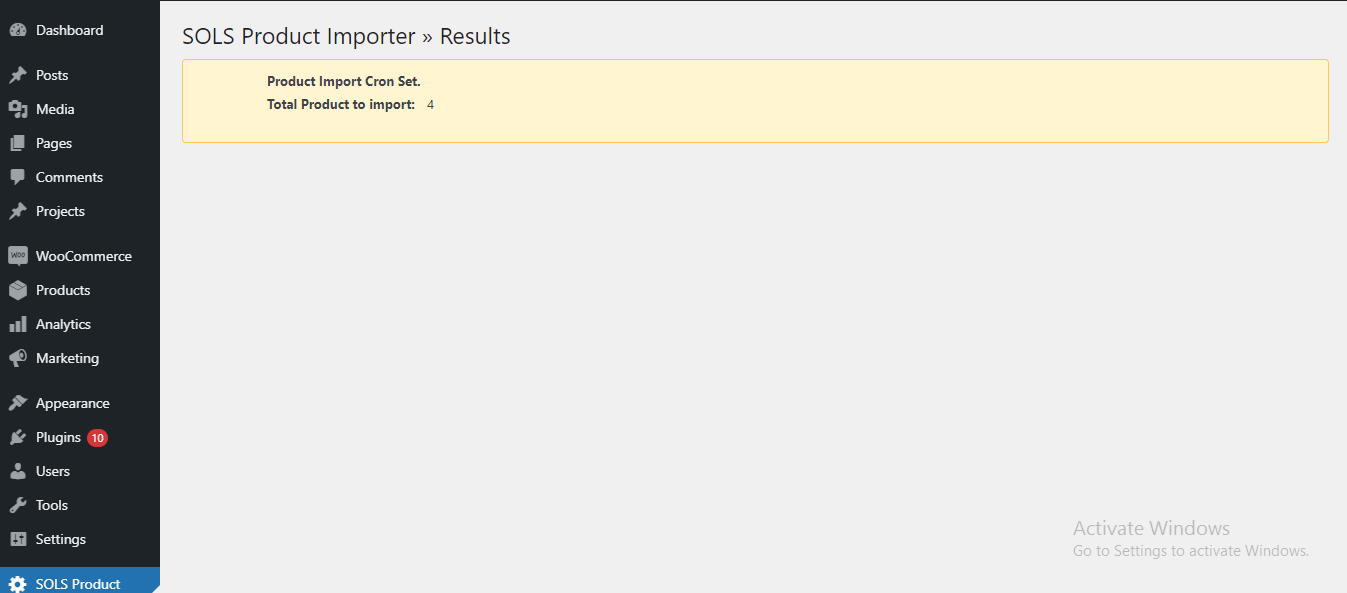 Dashboard
Posts
Media
Pages
Comments
Projects
WOO WooCommerce
Products
Analytics
Marketing
Appearance
Plugins 10
Users
Tools
Settings
SOLS Product
SOLS Product Importer » Results
Product Import Cron Set.
Total Product to import: 4
Activate Windows
Go to Settings to activate Windows.